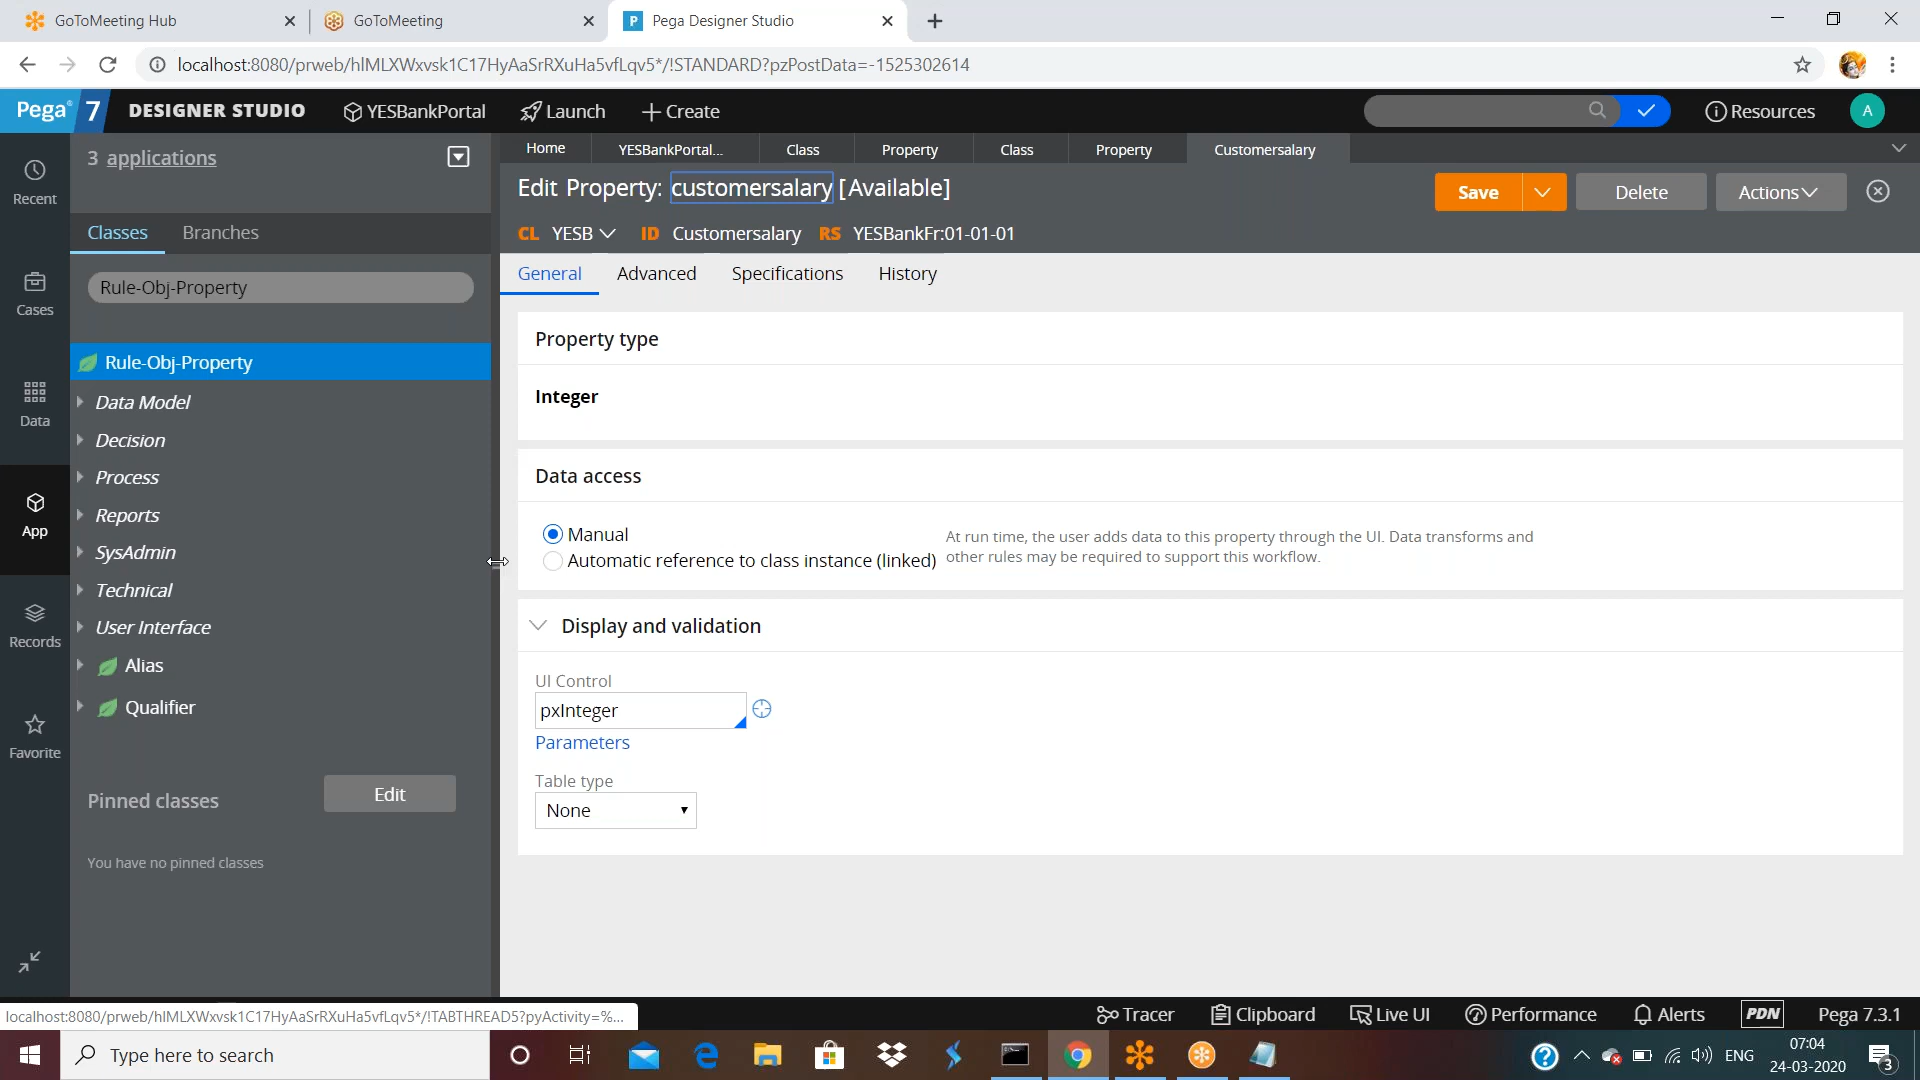 GoToMeeting Hub
GoToMeeting
Pega Designer Studio
localhost:8080/prweb/hIMLXWxvsk1C17HyAaSrRXuHa5vfLqv5*/!STANDARD?pzPostData=-1525302614
Pega 7 DESIGNER STUDIO YESBankPortal Launch Create Resources A
3 applications
Home YESBankPortal... Class Property Class Property Customersalary
Edit Property: customersalary [Available]
Save Delete Actions
CL YESB ID Customersalary RS YESBankFr:01-01-01
Recent
Cases
Data
App
Records
Favorite
Classes Branches
Rule-Obj-Property
Rule-Obj-Property
Data Model
Decision
Process
Reports
SysAdmin
Technical
User Interface
Alias
Qualifier
Pinned classes Edit
You have no pinned classes
General Advanced Specifications History
Property type
Integer
Data access
Manual
Automatic reference to class instance (linked)
At run time, the user adds data to this property through the UI. Data transforms and
other rules may be required to support this workflow.
Display and validation
UI Control
pxInteger
Parameters
Table type
None
localhost:8080/prweb/hIMLXWxvsk1C17HyAaSrRXuHa5vfLqv5*/!TABTHREAD5?pyActivity=%...
Tracer Clipboard Live UI Performance Alerts PDN Pega 7.3.1
Type here to search
ENG
07:04
24-03-2020
3